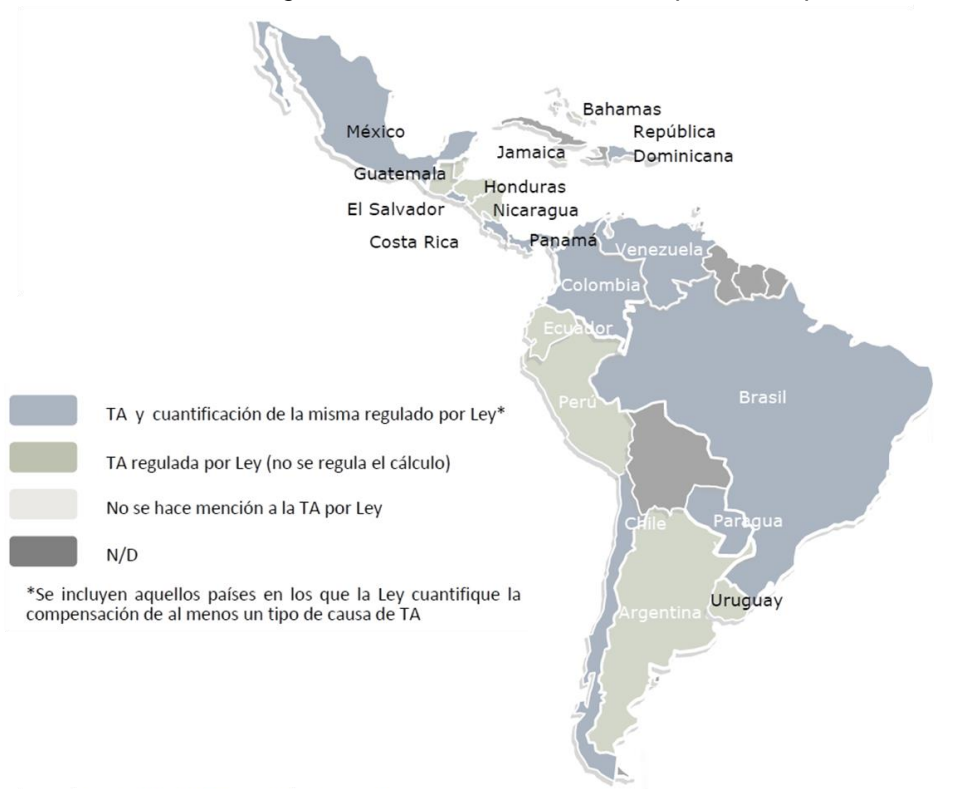 México
Bahamas
República
Dominicana
Jamaica
Guatemala
Honduras
El Salvador
Nicaragua
Costa Rica
Panamá
Venezuela
Colombia
Ecuador
Perú
Brasil
Chile
Paragua
Argentina
Uruguay
TA y cuantificación de la misma regulado por Ley*
TA regulada por Ley (no se regula el cálculo)
No se hace mención a la TA por Ley
N/D
*Se incluyen aquellos países en los que la Ley cuantifique la
compensación de al menos un tipo de causa de TA